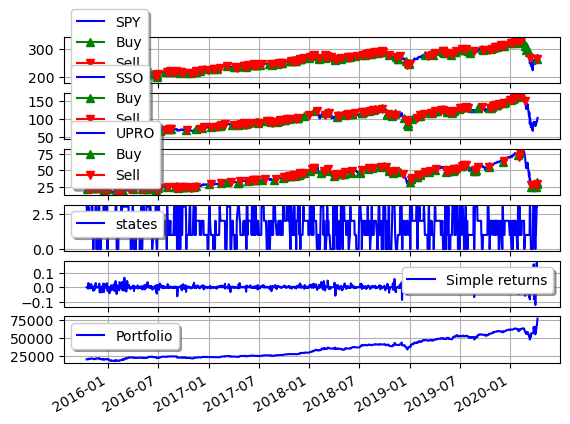 SPY
Buy
Sell
300
200
SSO
Buy
Sell
150
100
50
UPRO
Buy
Sell
75
50
25
states
2.5
0.0
Simple returns
0.1
0.0
−0.1
Portfolio
75000
50000
25000
2016-01 2016-07 2017-01 2017-07 2018-01 2018-07 2019-01 2019-07 2020-01